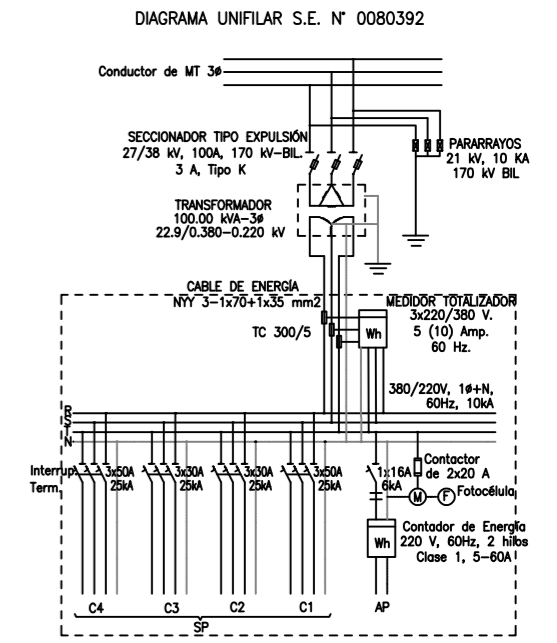 DIAGRAMA UNIFILAR S.E. N° 0080392
Conductor de MT 3ø
SECCIONADOR TIPO EXPULSIÓN
27/38 kV, 100A, 170 kV-BIL.
3 A, Tipo K
PARARRAYOS
21 kV, 10 KA
170 kV BIL
TRANSFORMADOR
100.00 kVA-3ø
22.9/0.380-0.220 kV
CABLE DE ENERGÍA
NYY 3-1x70+1x35 mm2
MEDIDOR TOTALIZADOR
3x220/380 V.
5 (10) Amp.
60 Hz.
TC 300/5
Wh
380/220V, 1ø+N,
60Hz, 10kA
R
S
T
N
Interrup.
Term.
3x50A
25kA
3x30A
25kA
3x30A
25kA
3x50A
25kA
1x16A
6kA
Contactor
de 2x20 A
M
F
Fotocélula
Wh
Contador de Energía
220 V, 60Hz, 2 hilos
Clase 1, 5-60A
C4
C3
C2
C1
AP
SP